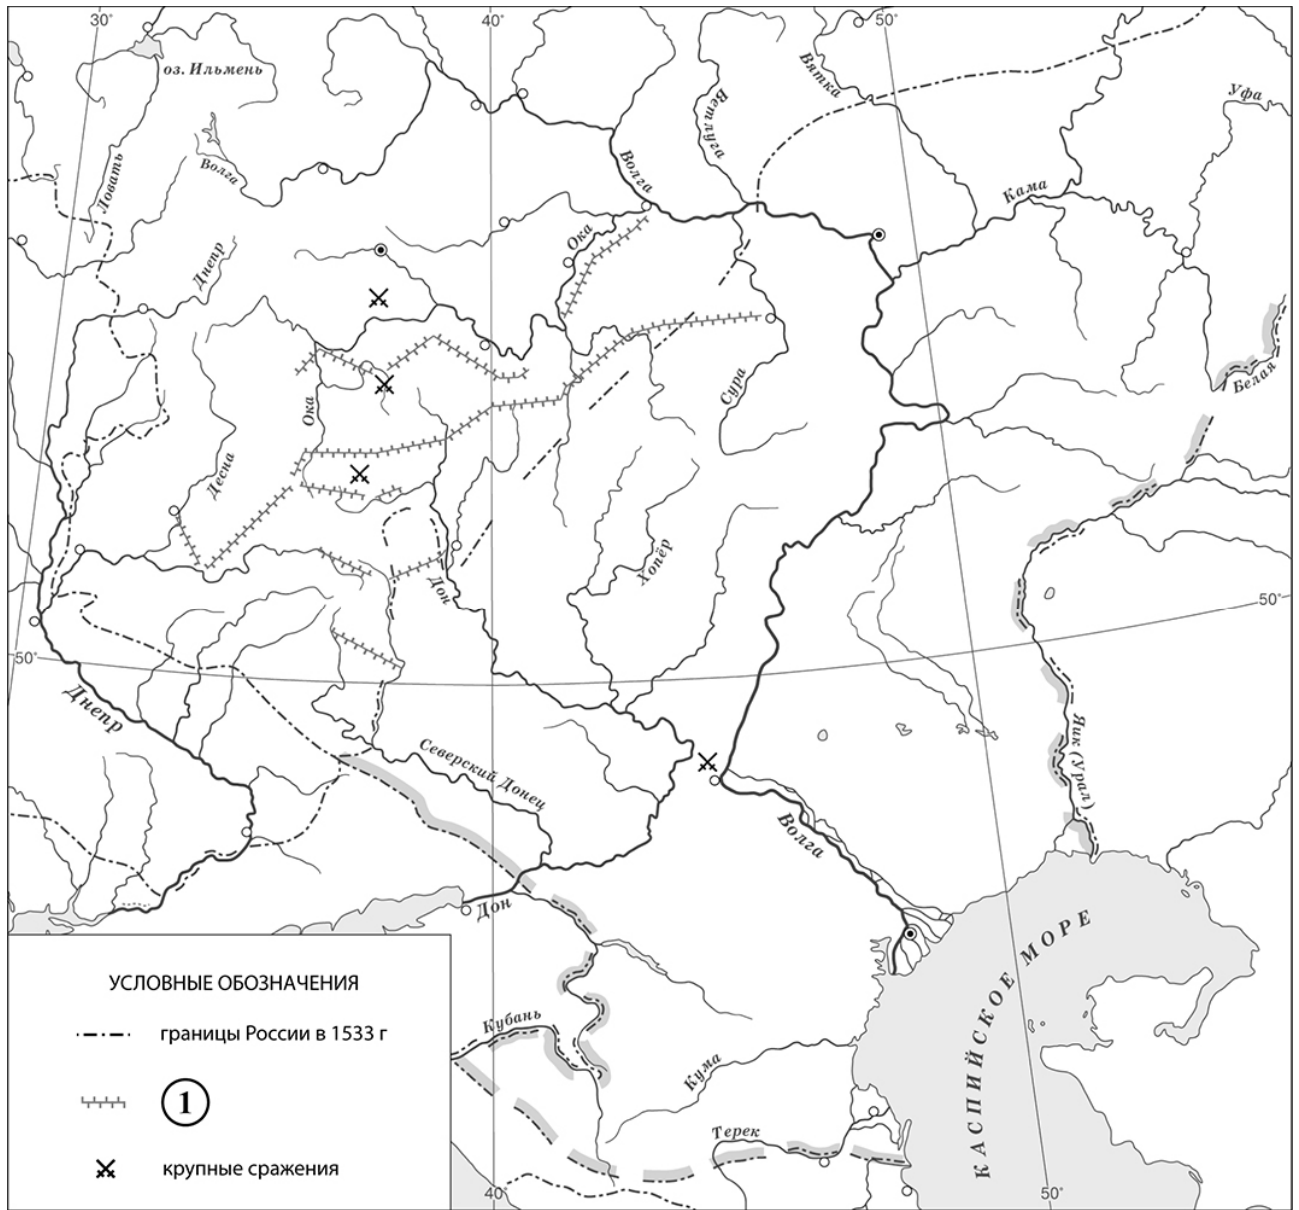 30°
40°
50°
оз. Ильмень
Вятка
Ветлуга
Уфа
Ловать
Волга
Волга
Кама
Днепр
Ока
Ока
Сура
Белая
Десна
Хопёр
Дон
50°
50°
Днепр
Северский Донец
Яик (Урал)
Волга
Дон
КАСПИЙСКОЕ МОРЕ
Кубань
Кума
Терек
40°
50°
УСЛОВНЫЕ ОБОЗНАЧЕНИЯ
границы России в 1533 г
1
крупные сражения